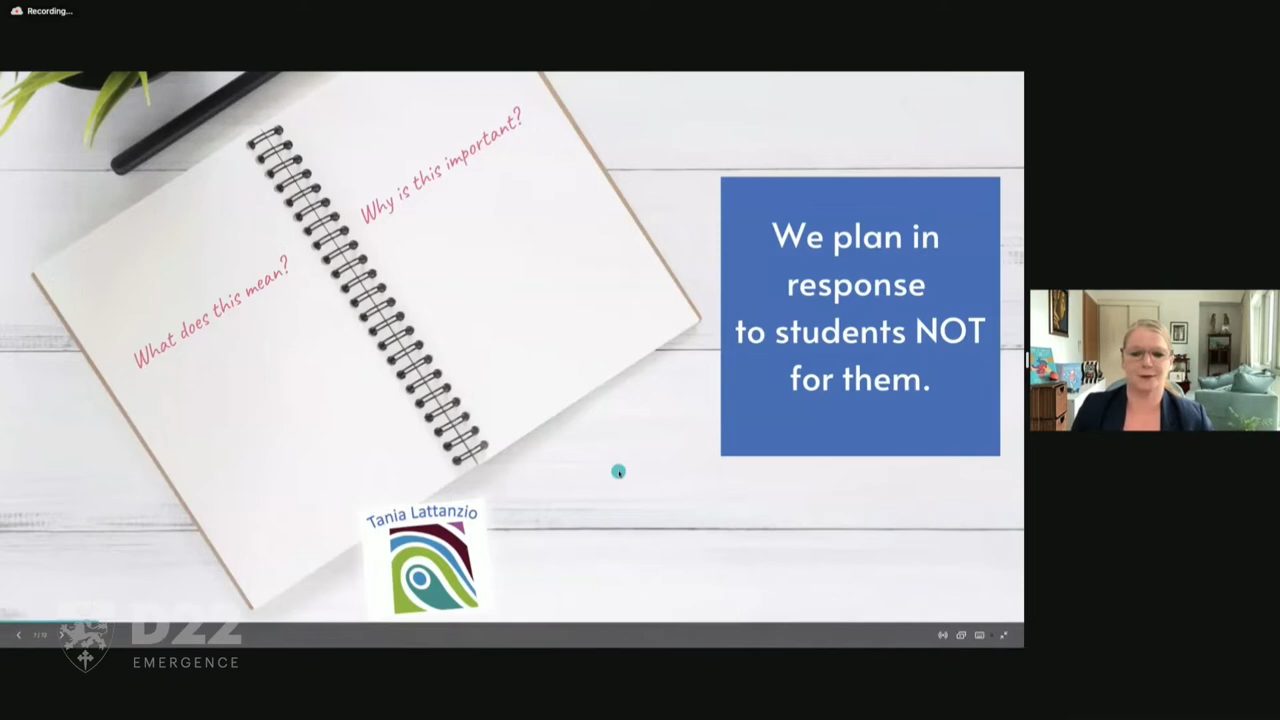 Recording...
Why is this important?
What does this mean?
We plan in
response
to students NOT
for them.
Tania Lattanzio
D22
EMERGENCE